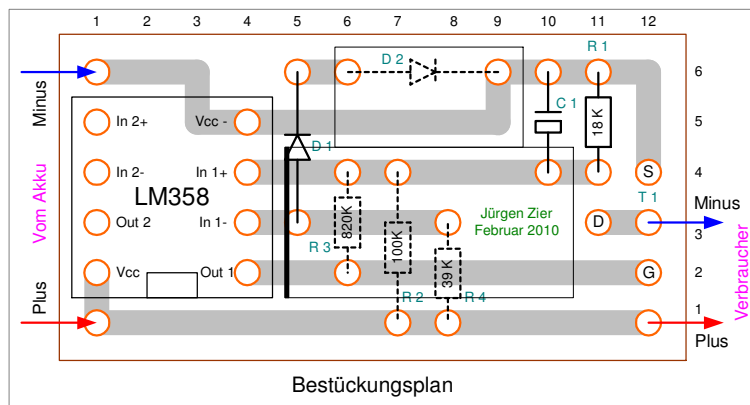 1 2 3 4 5 6 7 8 9 10 11 12
R 1
D 2
6
Minus
C 1
In 2+ Vcc - 18 K 5
D 1
Vom Akku
In 2- In 1+ S 4
LM358 T 1 Minus
Out 2 In 1- 820K 100K Jürgen Zier D 3
Februar 2010
R 3
Vcc Out 1 39 K G 2
Verbraucher
Plus
R 2 R 4 1
Plus
Bestückungsplan